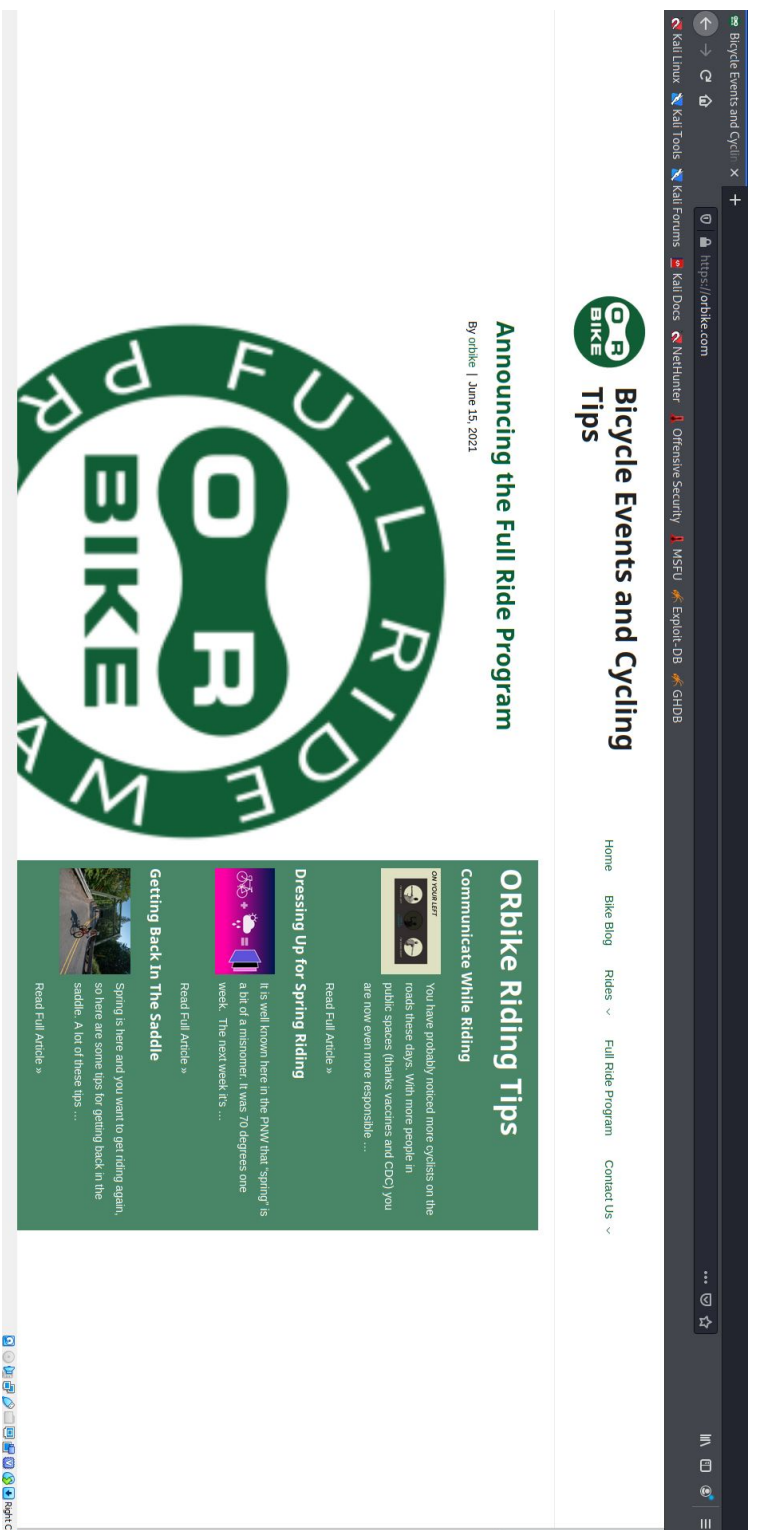 Bicycle Events and Cyclin
https://orbike.com
Kali Linux Kali Tools Kali Forums Kali Docs NetHunter Offensive Security MSFU Exploit-DB GHDB
OR
BIKE
Bicycle Events and Cycling
Tips
Home Bike Blog Rides Full Ride Program Contact Us
Announcing the Full Ride Program
By orbike | June 15, 2021
FULL RIDE
OR
BIKE
ORbike Riding Tips
Communicate While Riding
ON YOUR LEFT
You have probably noticed more cyclists on the
roads these days. With more people in
public spaces (thanks vaccines and CDC) you
are now even more responsible …
Read Full Article »
Dressing Up for Spring Riding
It is well known here in the PNW that "spring" is
a bit of a misnomer. It was 70 degrees one
week. The next week it's …
Read Full Article »
Getting Back In The Saddle
Spring is here and you want to get riding again,
so here are some tips for getting back in the
saddle. A lot of these tips …
Read Full Article »
Right C